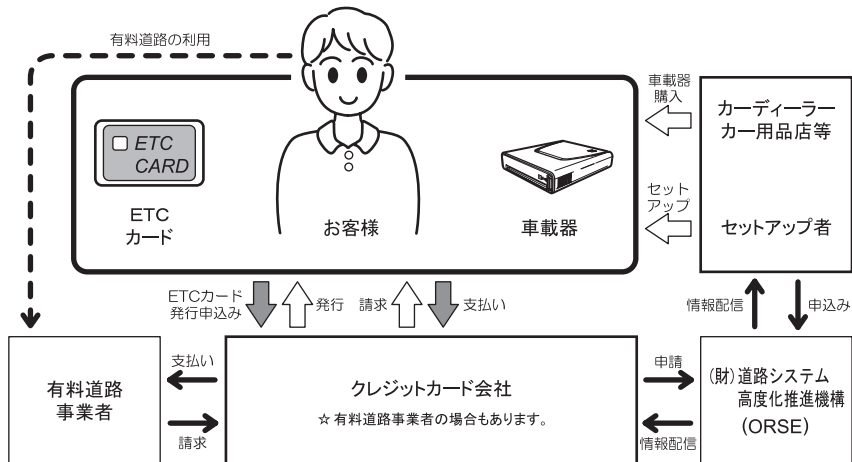 有料道路の利用
車載器
購入
カーディーラー
カー用品店等
ETC
CARD
ETC
カード
お客様
車載器
セット
アップ
セットアップ者
ETCカード
発行申込み
発行
請求
支払い
情報配信
申込み
有料道路
事業者
支払い
請求
クレジットカード会社
☆有料道路事業者の場合もあります。
申請
情報配信
(財)道路システム
高度化推進機構
(ORSE)